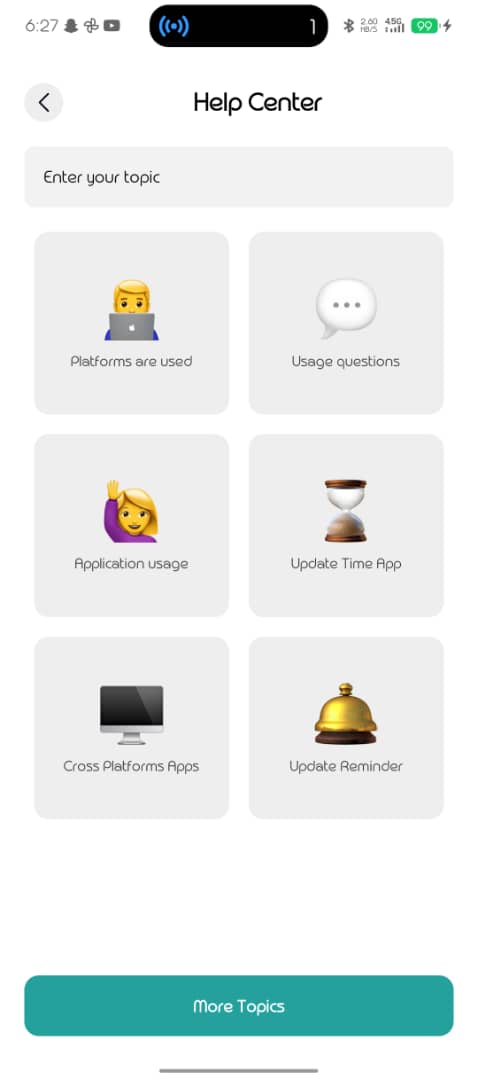 6:27
1
2.60
HB/S
4.5G
99
Help Center
Enter your topic
Platforms are used
Usage questions
Application usage
Update Time App
Cross Platforms Apps
Update Reminder
More Topics